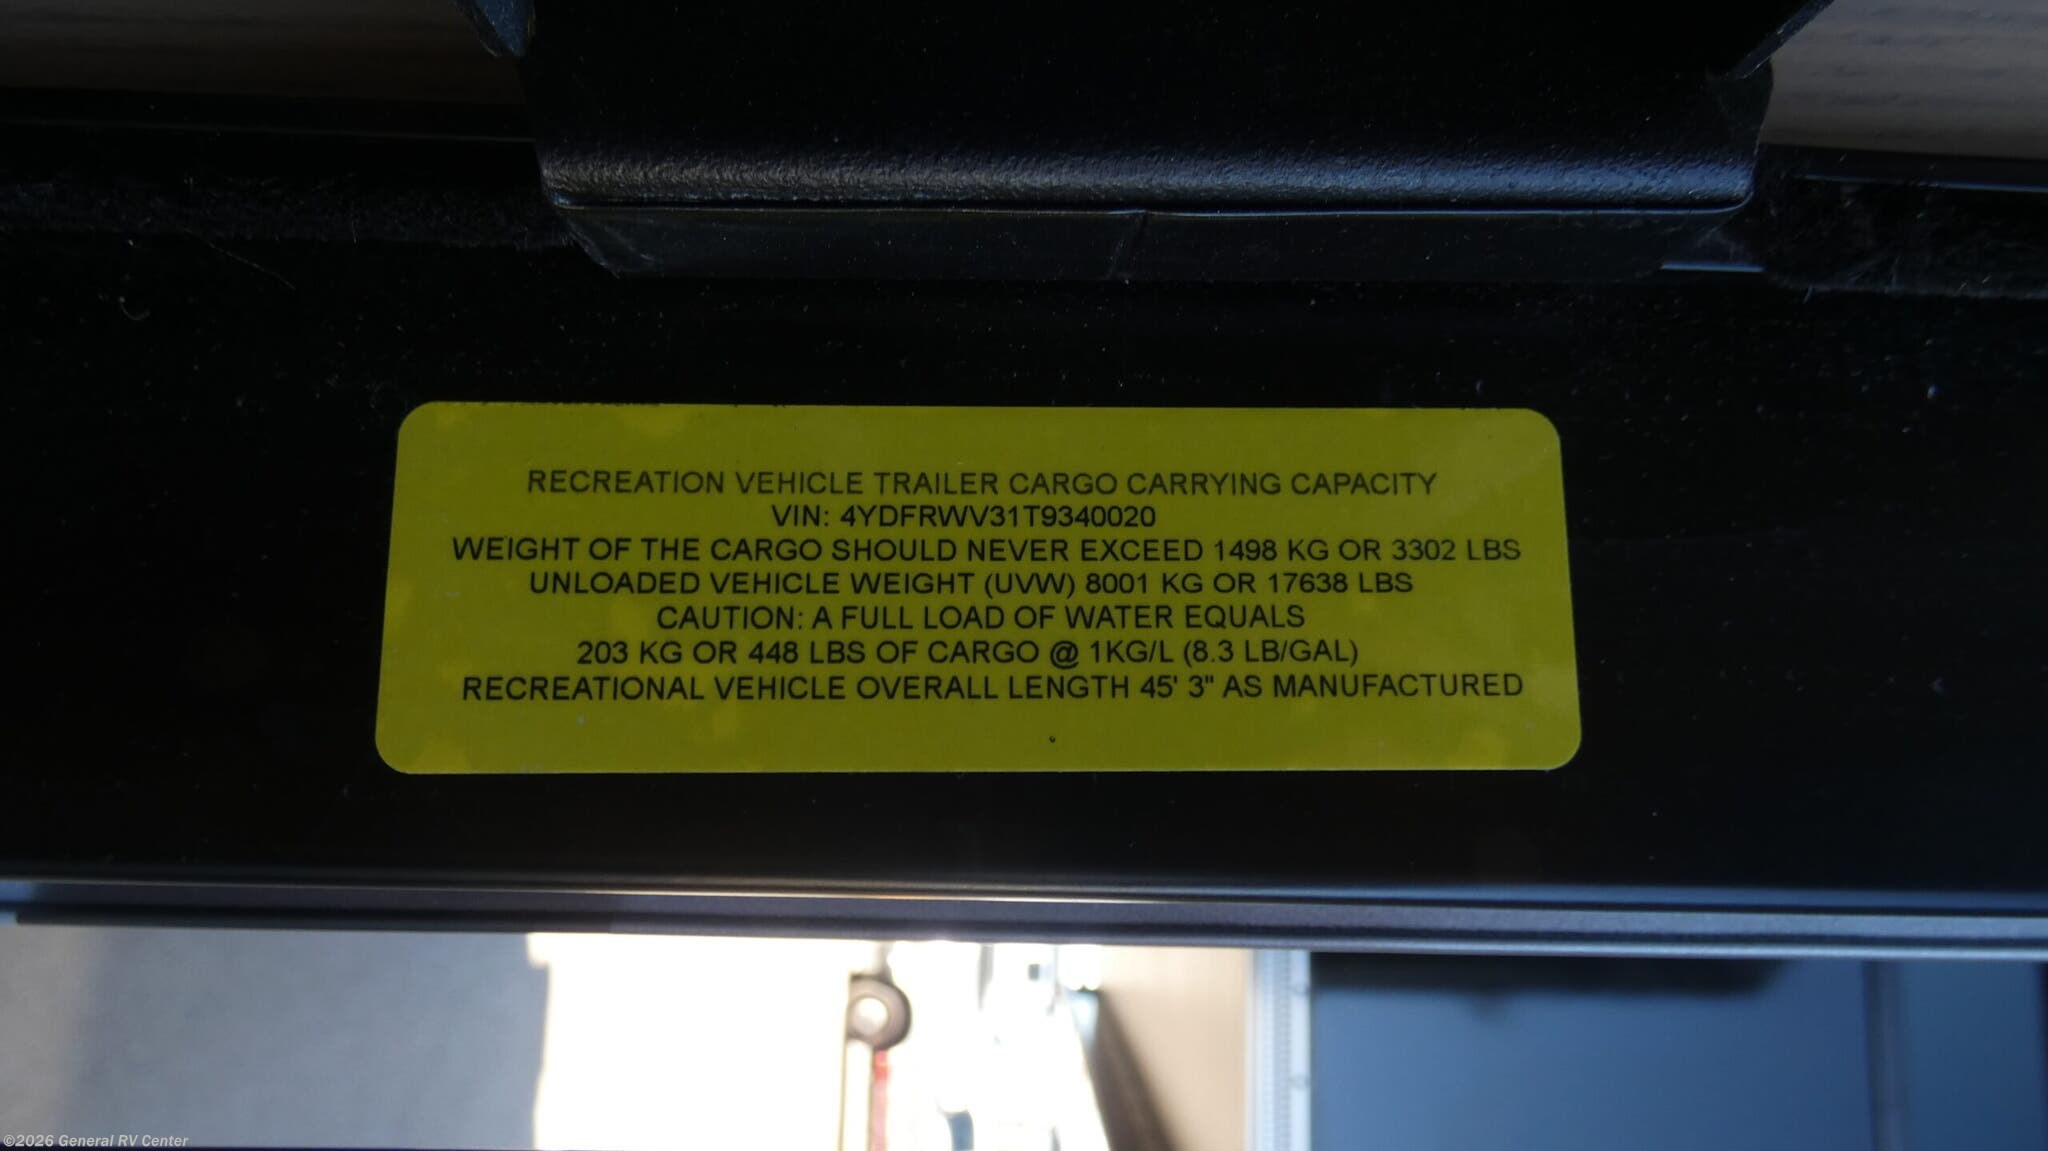 RECREATION VEHICLE TRAILER CARGO CARRYING CAPACITY
VIN: 4YDFRWV31T9340020
WEIGHT OF THE CARGO SHOULD NEVER EXCEED 1498 KG OR 3302 LBS
UNLOADED VEHICLE WEIGHT (UVW) 8001 KG OR 17638 LBS
CAUTION: A FULL LOAD OF WATER EQUALS
203 KG OR 448 LBS OF CARGO @ 1KG/L (8.3 LB/GAL)
RECREATIONAL VEHICLE OVERALL LENGTH 45' 3" AS MANUFACTURED
©2026 General RV Center